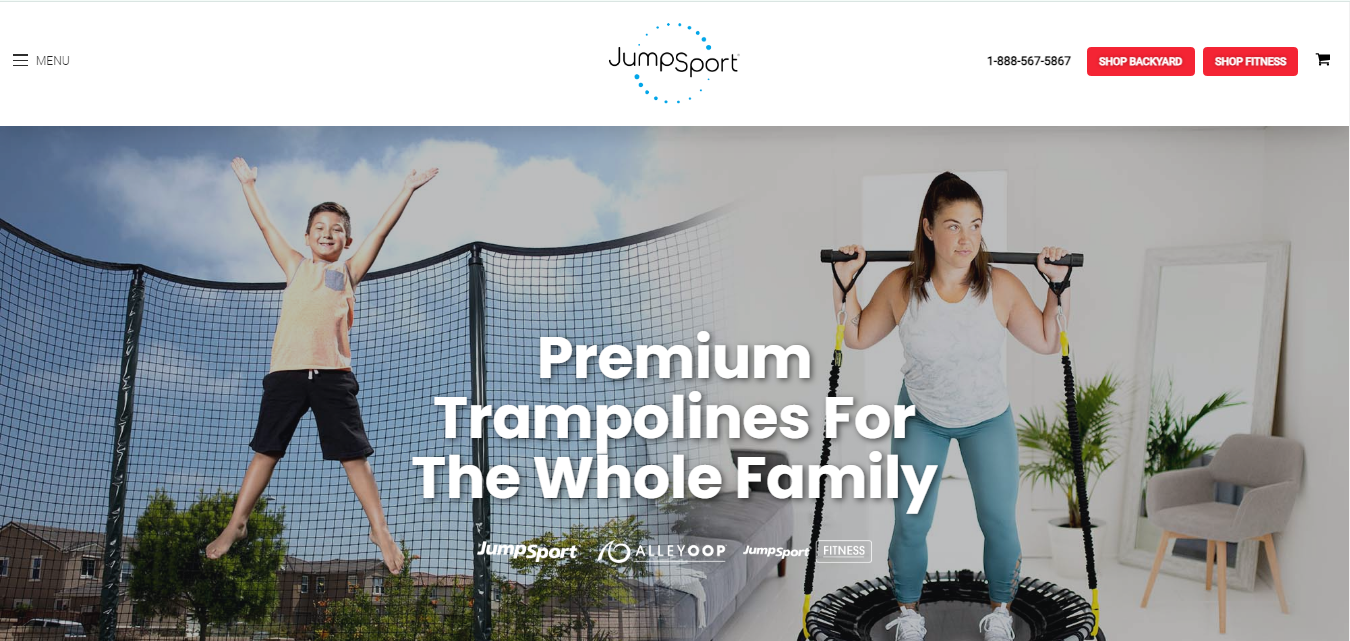 MENU
JumpSport
1-888-567-5867
SHOP BACKYARD
SHOP FITNESS
Premium
Trampolines For
The Whole Family
JumpSport
ALLEYOOP
JumpSport FITNESS